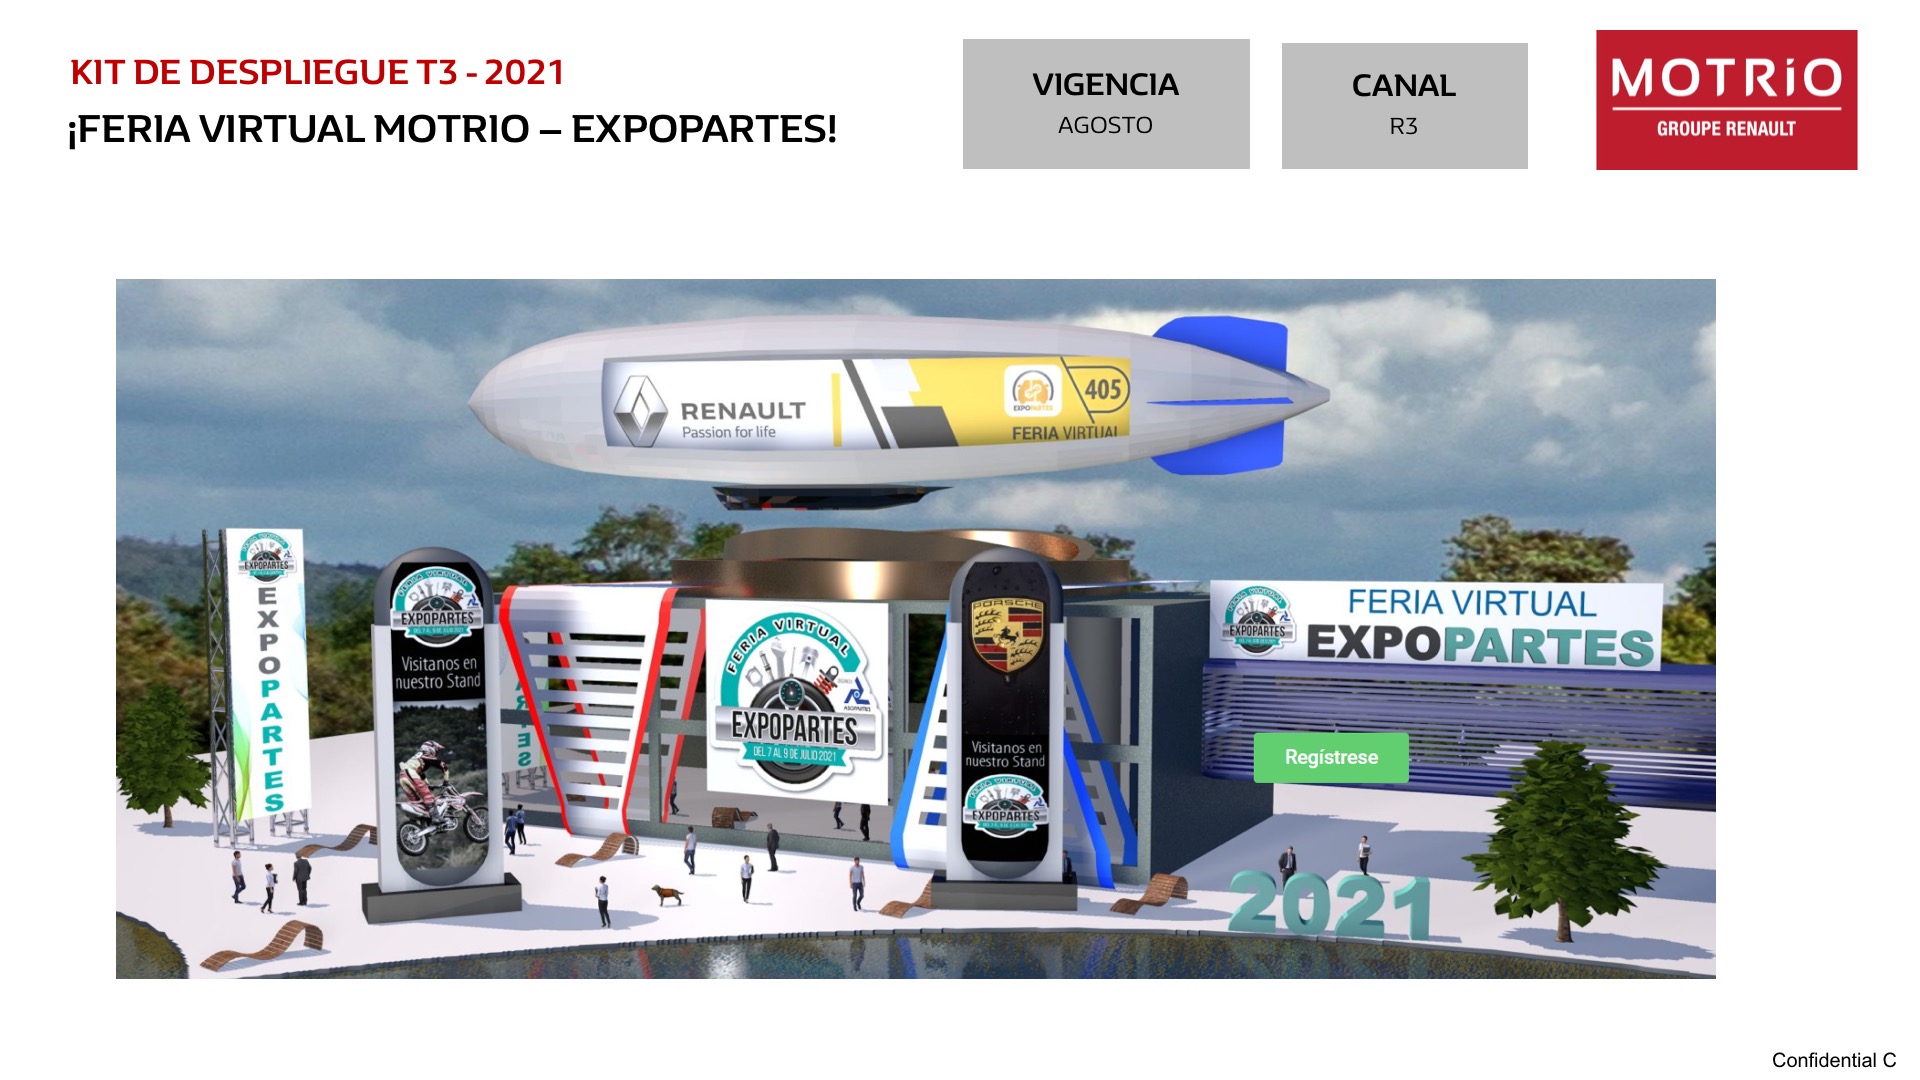 KIT DE DESPLIEGUE T3 - 2021
¡FERIA VIRTUAL MOTRIO – EXPOPARTES!
VIGENCIA
AGOSTO
CANAL
R3
MOTRiO
GROUPE RENAULT
RENAULT
Passion for life
EXPOPARTES
405
FERIA VIRTUAL
EXPOPARTES
EXPOPARTES
EXPOPARTES
Visitanos en
nuestro Stand
FERIA VIRTUAL
ASOPARTES
EXPOPARTES
DEL 7 AL 9 DE JULIO 2021
PORSCHE
Visitanos en
nuestro Stand
EXPOPARTES
EXPOPARTES
FERIA VIRTUAL
EXPOPARTES
Regístrese
2021
Confidential C